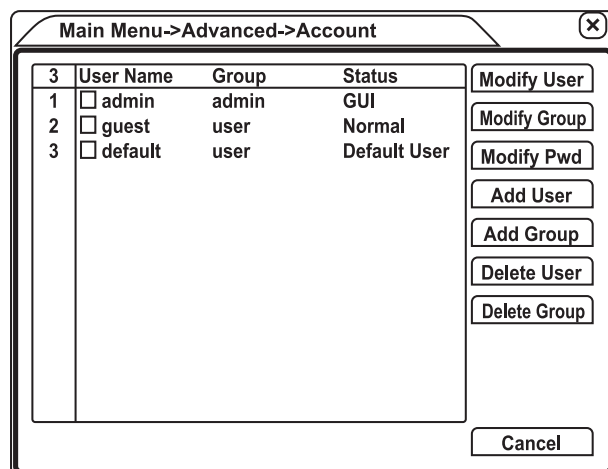 Main Menu->Advanced->Account
3 User Name Group Status
1 admin admin GUI
2 guest user Normal
3 default user Default User
Modify User
Modify Group
Modify Pwd
Add User
Add Group
Delete User
Delete Group
Cancel